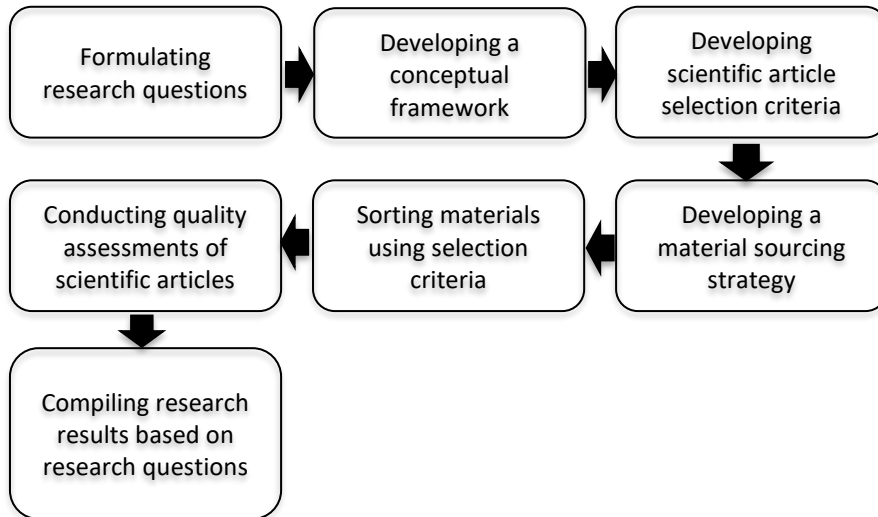 Formulating
research questions
Developing a
conceptual
framework
Developing
scientific article
selection criteria
Developing a
material sourcing
strategy
Sorting materials
using selection
criteria
Conducting quality
assessments of
scientific articles
Compiling research
results based on
research questions